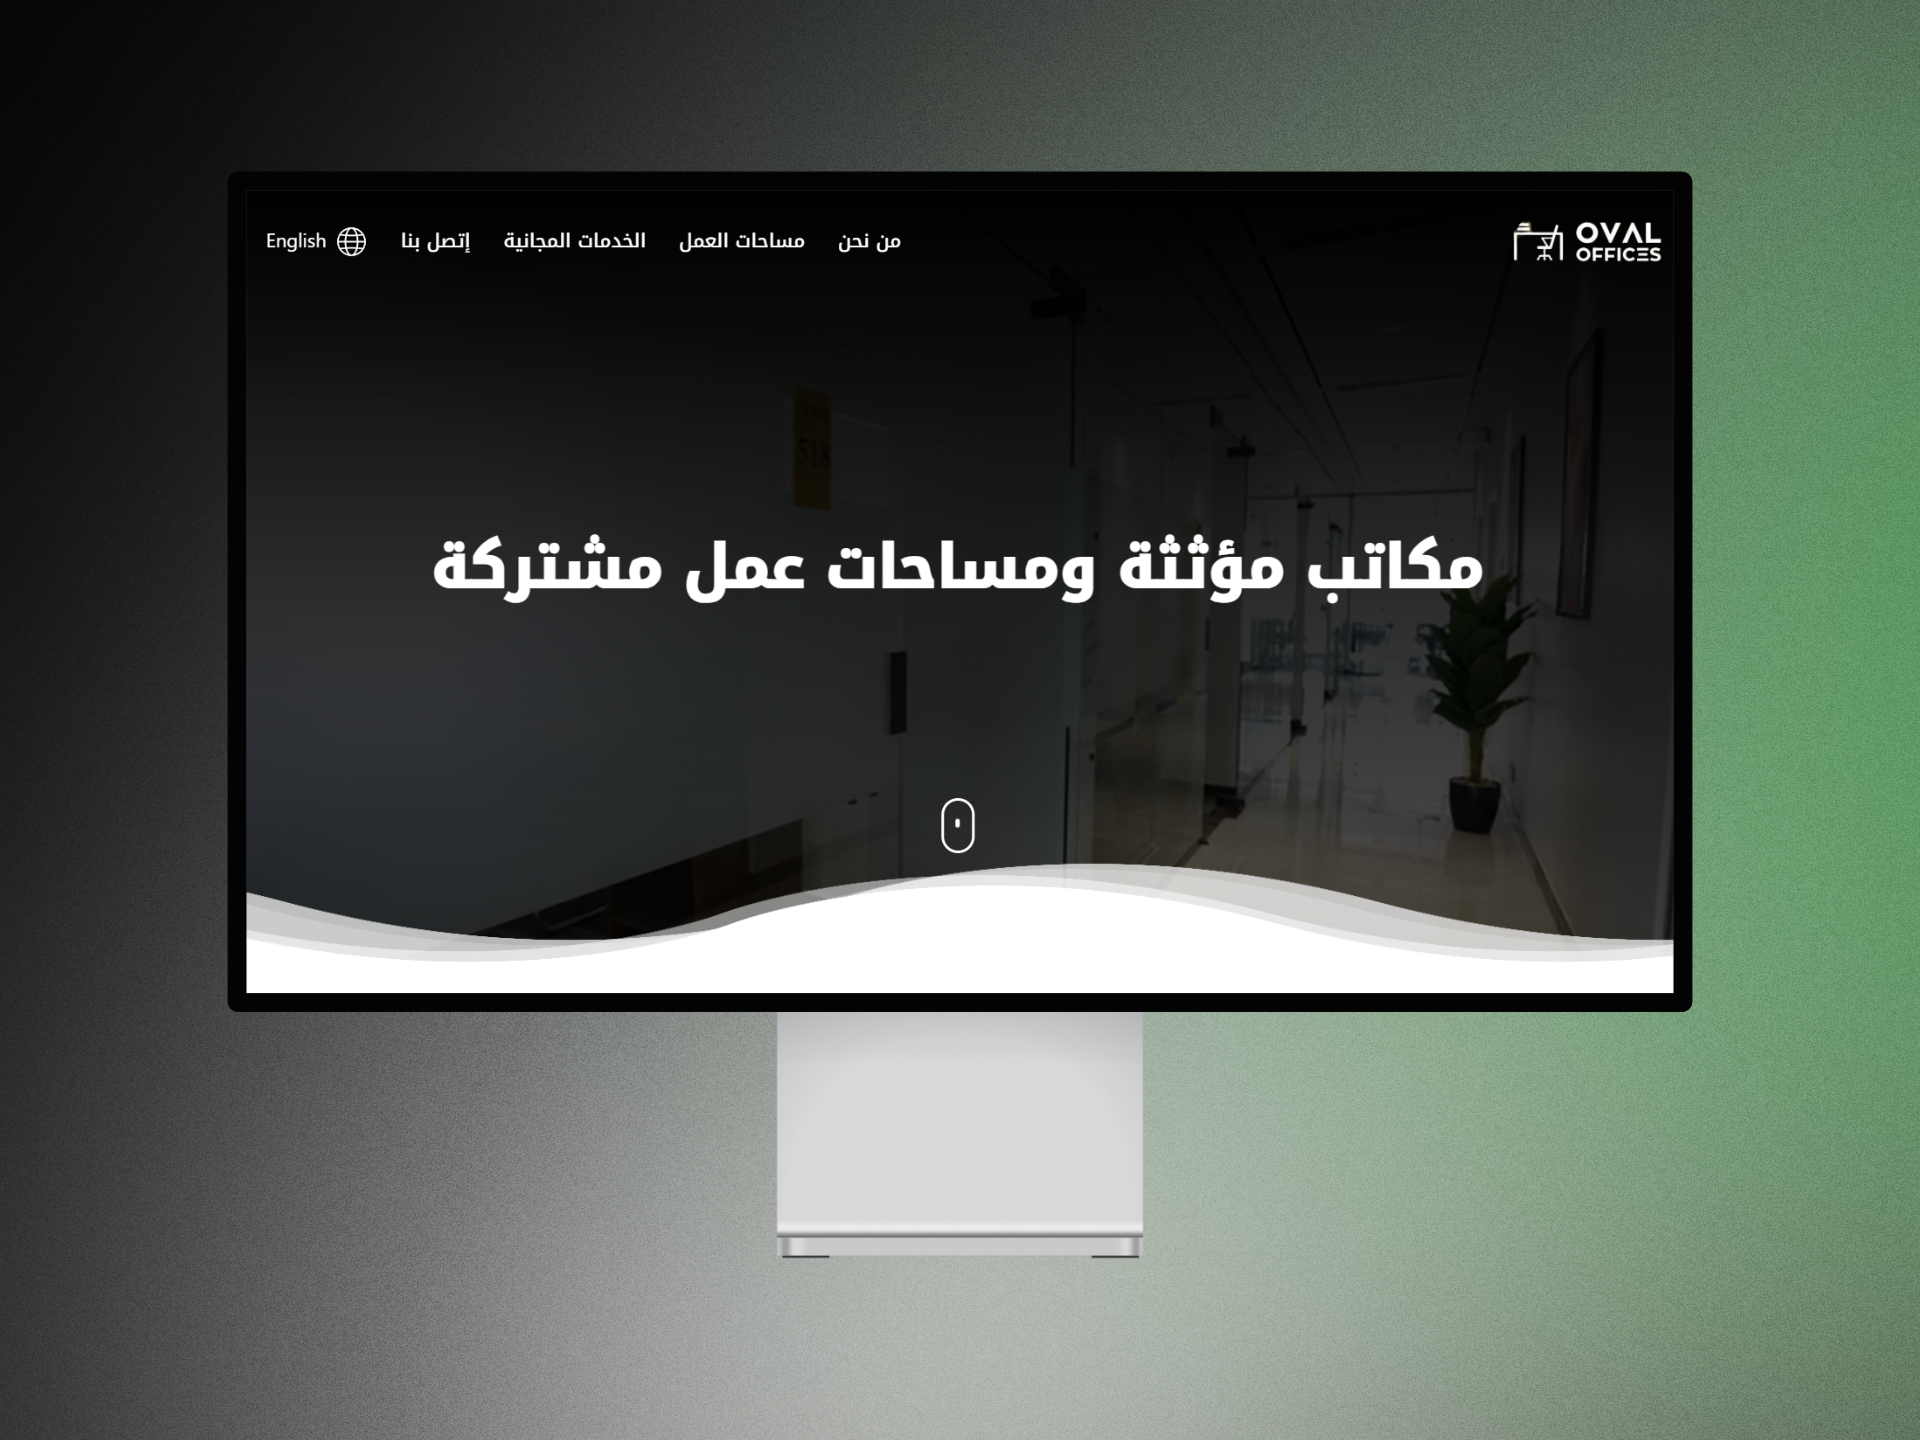 OVAL
OFFICES
من نحن
مساحات العمل
الخدمات المجانية
إتصل بنا
English
518
مكاتب مؤثثة ومساحات عمل مشتركة